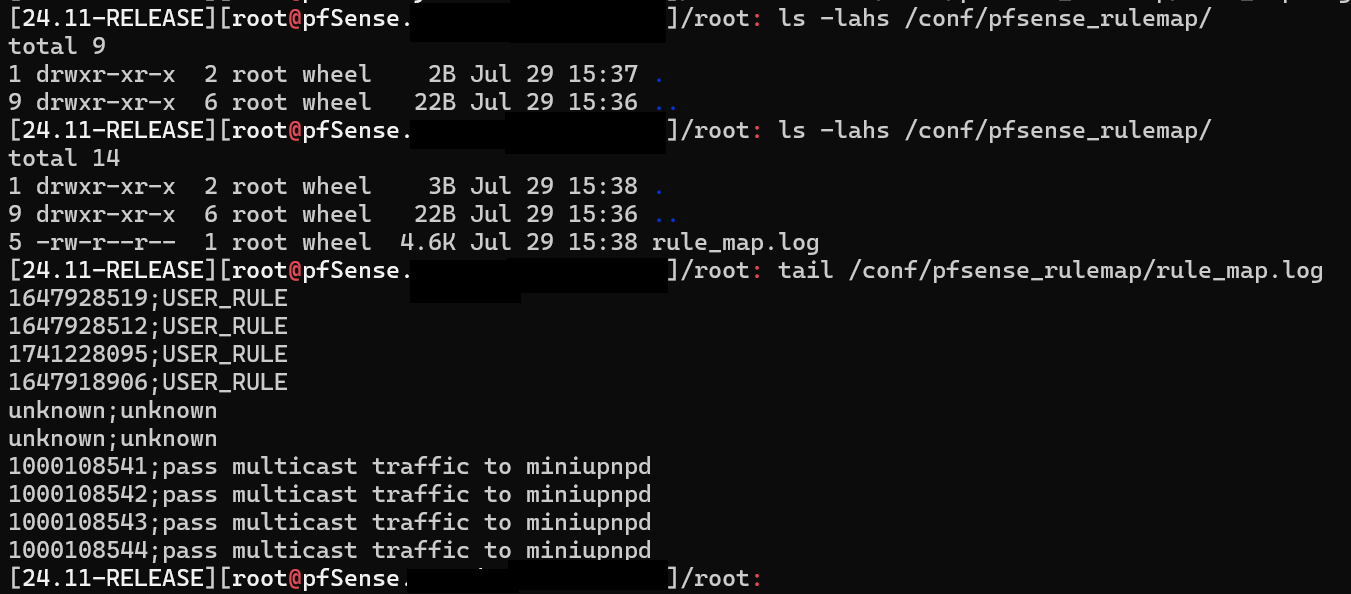 [24.11-RELEASE][root@pfSense. ]/root: ls -lahs /conf/pfsense_rulemap/
total 9
1 drwxr-xr-x  2 root wheel    2B Jul 29 15:37 .
9 drwxr-xr-x  6 root wheel   22B Jul 29 15:36 ..
[24.11-RELEASE][root@pfSense. ]/root: ls -lahs /conf/pfsense_rulemap/
total 14
1 drwxr-xr-x  2 root wheel    3B Jul 29 15:38 .
9 drwxr-xr-x  6 root wheel   22B Jul 29 15:36 ..
5 -rw-r--r--  1 root wheel  4.6K Jul 29 15:38 rule_map.log
[24.11-RELEASE][root@pfSense. ]/root: tail /conf/pfsense_rulemap/rule_map.log
1647928519;USER_RULE
1647928512;USER_RULE
1741228095;USER_RULE
1647918906;USER_RULE
unknown;unknown
unknown;unknown
1000108541;pass multicast traffic to miniupnpd
1000108542;pass multicast traffic to miniupnpd
1000108543;pass multicast traffic to miniupnpd
1000108544;pass multicast traffic to miniupnpd
[24.11-RELEASE][root@pfSense. ]/root: